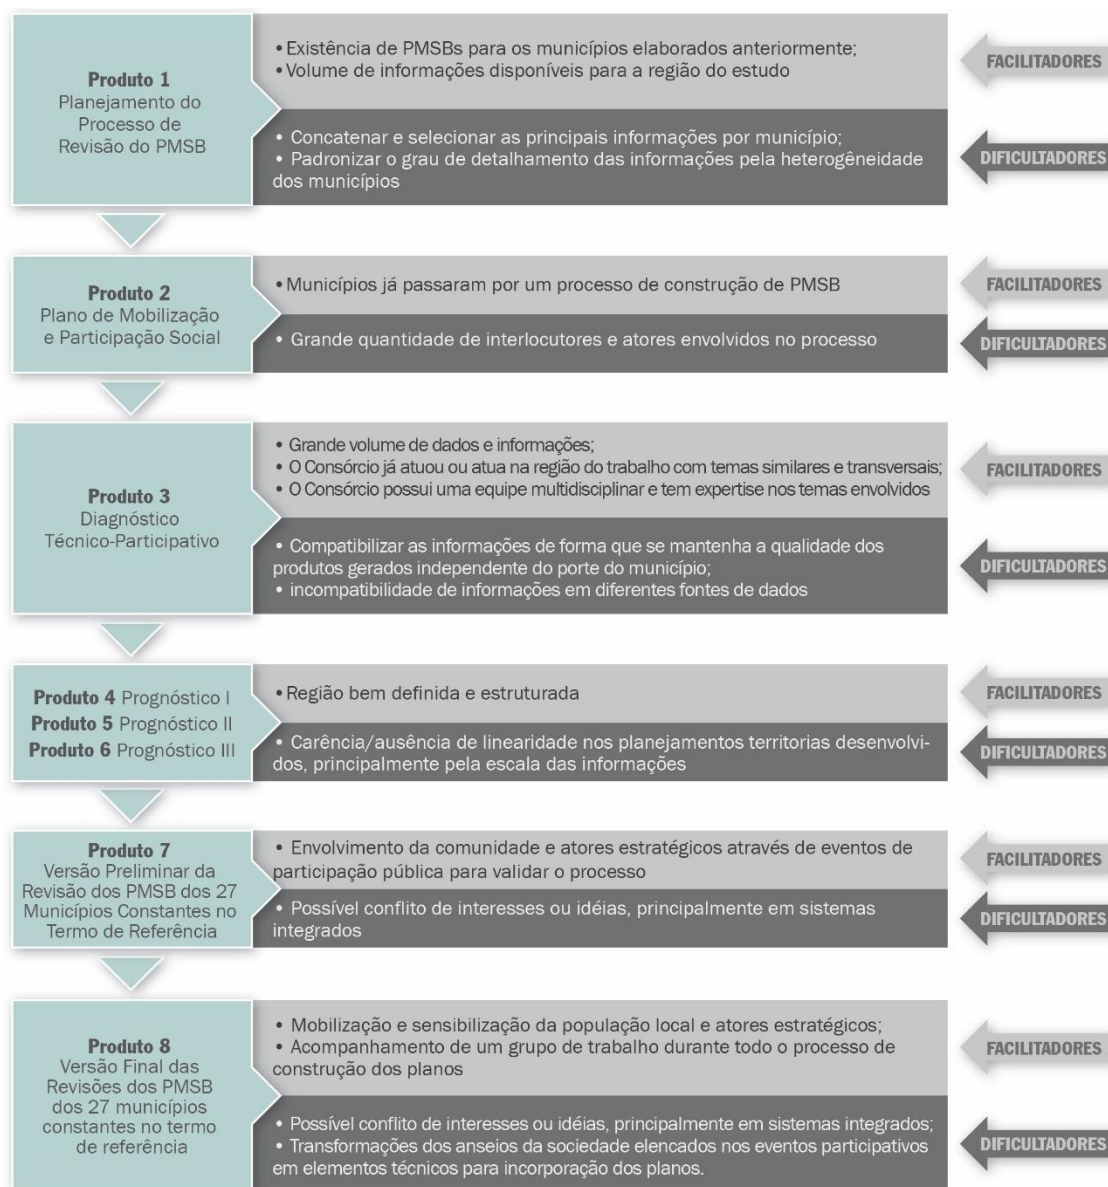 Produto 1
Planejamento do
Processo de
Revisão do PMSB
• Existência de PMSBs para os municípios elaborados anteriormente;
• Volume de informações disponíveis para a região do estudo
FACILITADORES
• Concatenar e selecionar as principais informações por município;
• Padronizar o grau de detalhamento das informações pela heterogêneidade
dos municípios
DIFICULTADORES
Produto 2
Plano de Mobilização
e Participação Social
• Municípios já passaram por um processo de construção de PMSB
FACILITADORES
• Grande quantidade de interlocutores e atores envolvidos no processo
DIFICULTADORES
Produto 3
Diagnóstico
Técnico-Participativo
• Grande volume de dados e informações;
• O Consórcio já atuou ou atua na região do trabalho com temas similares e transversais;
• O Consórcio possui uma equipe multidisciplinar e tem expertise nos temas envolvidos
FACILITADORES
• Compatibilizar as informações de forma que se mantenha a qualidade dos
produtos gerados independente do porte do município;
• incompatibilidade de informações em diferentes fontes de dados
DIFICULTADORES
Produto 4 Prognóstico I
Produto 5 Prognóstico II
Produto 6 Prognóstico III
• Região bem definida e estruturada
FACILITADORES
• Carência/ausência de linearidade nos planejamentos territorias desenvolvi-
dos, principalmente pela escala das informações
DIFICULTADORES
Produto 7
Versão Preliminar da
Revisão dos PMSB dos 27
Municípios Constantes no
Termo de Referência
• Envolvimento da comunidade e atores estratégicos através de eventos de
participação pública para validar o processo
FACILITADORES
• Possível conflito de interesses ou idéias, principalmente em sistemas
integrados
DIFICULTADORES
Produto 8
Versão Final das
Revisões dos PMSB
dos 27 municípios
constantes no termo
de referência
• Mobilização e sensibilização da população local e atores estratégicos;
• Acompanhamento de um grupo de trabalho durante todo o processo de
construção dos planos
FACILITADORES
• Possível conflito de interesses ou idéias, principalmente em sistemas integrados;
• Transformações dos anseios da sociedade elencados nos eventos participativos
em elementos técnicos para incorporação dos planos.
DIFICULTADORES